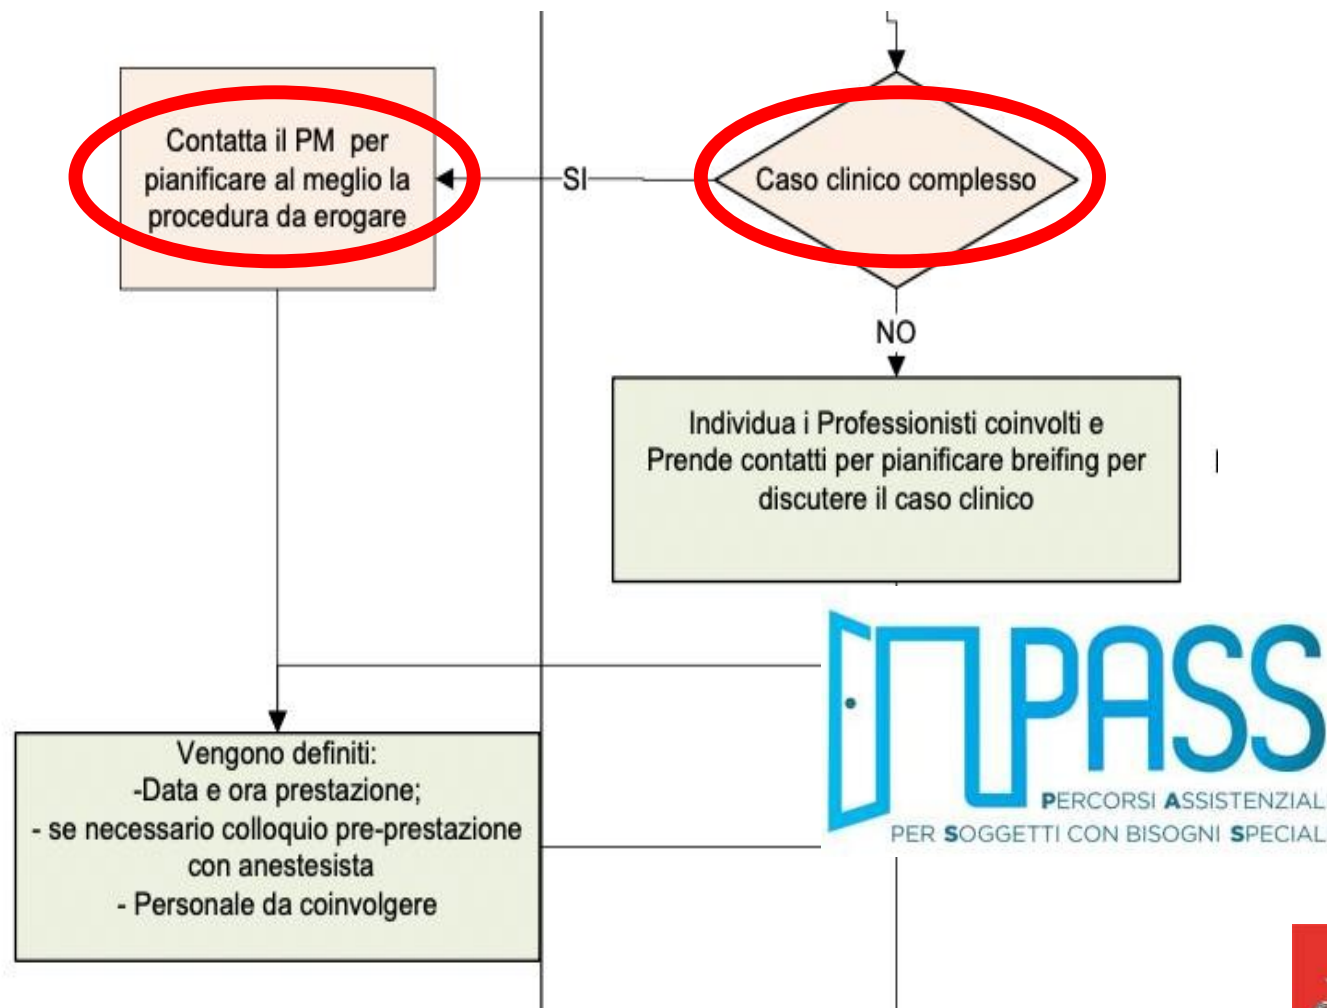 Contatta il PM per
pianificare al meglio la
procedura da erogare
SI
Caso clinico complesso
NO
Individua i Professionisti coinvolti e
Prende contatti per pianificare breifing per
discutere il caso clinico
Vengono definiti:
-Data e ora prestazione;
- se necessario colloquio pre-prestazione
con anestesista
- Personale da coinvolgere
PASS
PERCORSI ASSISTENZIAL
PER SOGGETTI CON BISOGNI SPECIAL